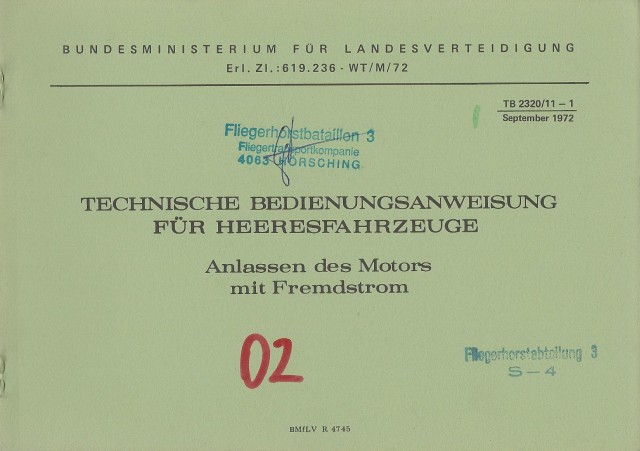 BUNDESMINISTERIUM FÜR LANDESVERTEIDIGUNG
Erl. Zl.: 619.236 - WT/M/72
TB 2320/11 – 1
September 1972
Fliegerhorstbataillon 3
Fliegertransportkompanie
4063 HÖRSCHING
TECHNISCHE BEDIENUNGSANWEISUNG
FÜR HEERESFAHRZEUGE
Anlassen des Motors
mit Fremdstrom
02
Fliegerhorstabteilung 3
S – 4
BMfLV R 4745